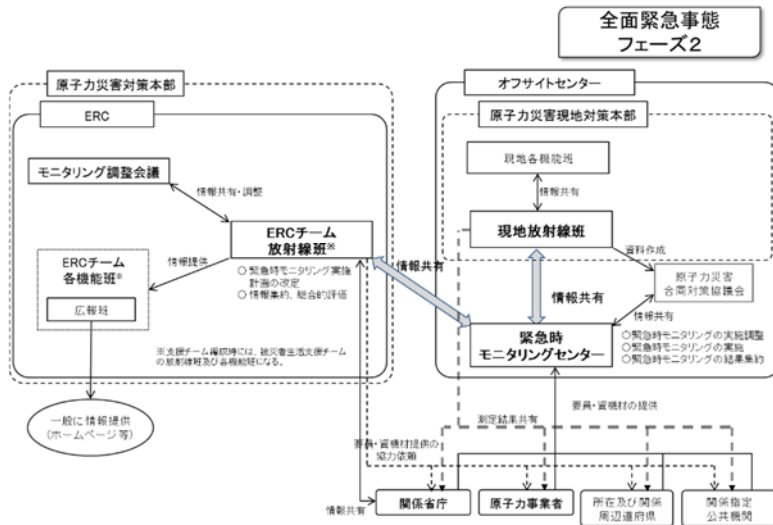 全面緊急事態
フェーズ2
原子力災害対策本部
ERC
モニタリング調整会議
情報共有・調整
ERCチーム
放射線班※
○緊急時モニタリング実施
計画の改定
○情報集約、総合的評価
情報提供
ERCチーム
各機能班※
広報班
※支援チーム編成時には、被災者生活支援チーム
の放射線班及び各機能班になる。
一般に情報提供
(ホームページ等)
オフサイトセンター
原子力災害現地対策本部
現地各機能班
情報共有
現地放射線班
資料作成
情報共有
情報共有
原子力災害
合同対策協議会
情報共有
緊急時
モニタリングセンター
○緊急時モニタリングの実施調整
○緊急時モニタリングの実施
○緊急時モニタリングの結果集約
要員・資機材の提供
測定結果共有
要員・資機材提供の
協力依頼
情報共有
関係省庁
原子力事業者
所在及び関係
周辺道府県
関係指定
公共機関